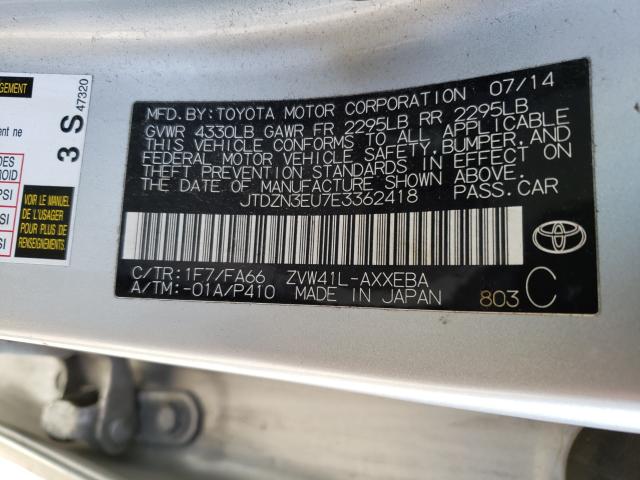 MFD. BY: TOYOTA MOTOR CORPORATION 07/14
GVWR 4330LB GAWR FR 2295LB RR 2295LB
THIS VEHICLE CONFORMS TO ALL APPLICABLE
FEDERAL MOTOR VEHICLE SAFETY, BUMPER, AND
THEFT PREVENTION STANDARDS IN EFFECT ON
THE DATE OF MANUFACTURE SHOWN ABOVE.
JTDZN3EU7E3362418 PASS. CAR
C/TR: 1F7/FA66 ZVW41L-AXXEBA
A/TM: -01A/P410 MADE IN JAPAN 803 C
3 S 47320
MANUEL
DE L'USAGER
POUR PLUS DE